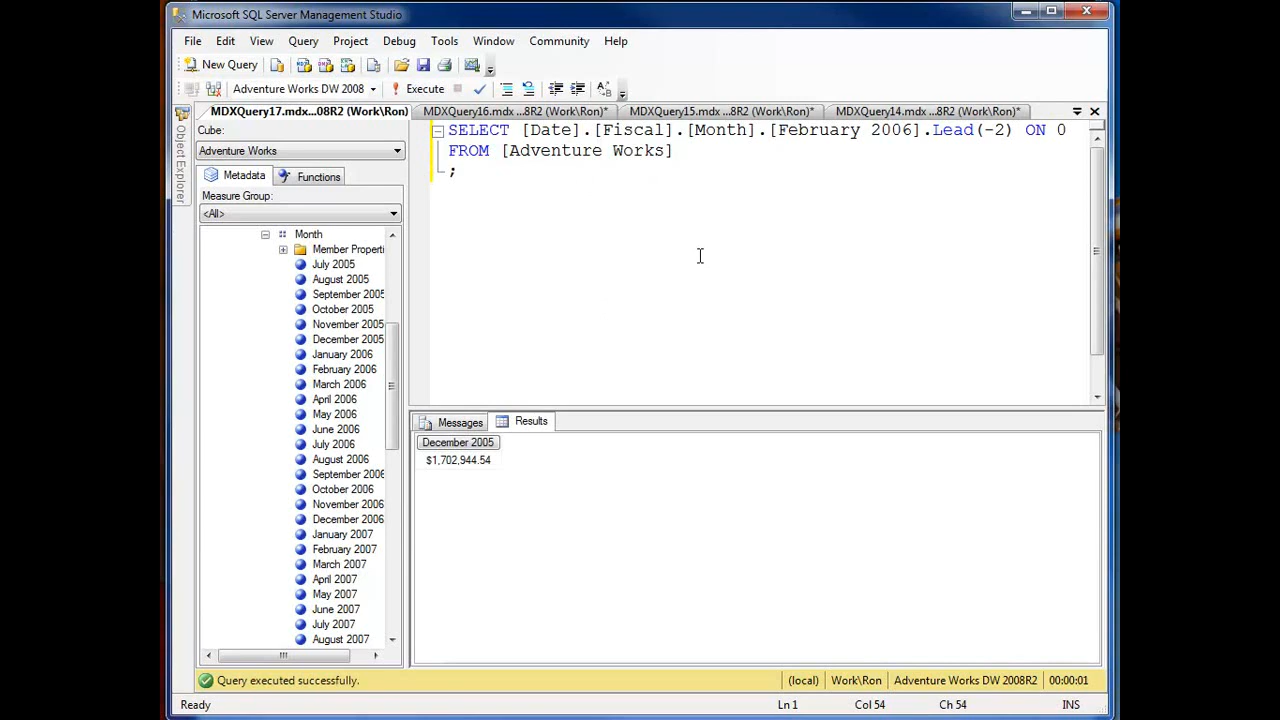 Microsoft SQL Server Management Studio
File Edit View Query Project Debug Tools Window Community Help
New Query
Adventure Works DW 2008 Execute
MDXQuery17.mdx ...08R2 (Work\Ron) MDXQuery16.mdx ...8R2 (Work\Ron)* MDXQuery15.mdx ...8R2 (Work\Ron)* MDXQuery14.mdx ...8R2 (Work\Ron)*
Object Explorer
Cube:
Adventure Works
Metadata Functions
Measure Group:
<All>
Month
Member Properti
July 2005
August 2005
September 2005
October 2005
November 2005
December 2005
January 2006
February 2006
March 2006
April 2006
May 2006
June 2006
July 2006
August 2006
September 2006
October 2006
November 2006
December 2006
January 2007
February 2007
March 2007
April 2007
May 2007
June 2007
July 2007
August 2007
SELECT [Date].[Fiscal].[Month].[February 2006].Lead(-2) ON 0
FROM [Adventure Works]
;
Messages Results
December 2005
$1,702,944.54
Query executed successfully. (local) Work\Ron Adventure Works DW 2008R2 00:00:01
Ready Ln 1 Col 54 Ch 54 INS